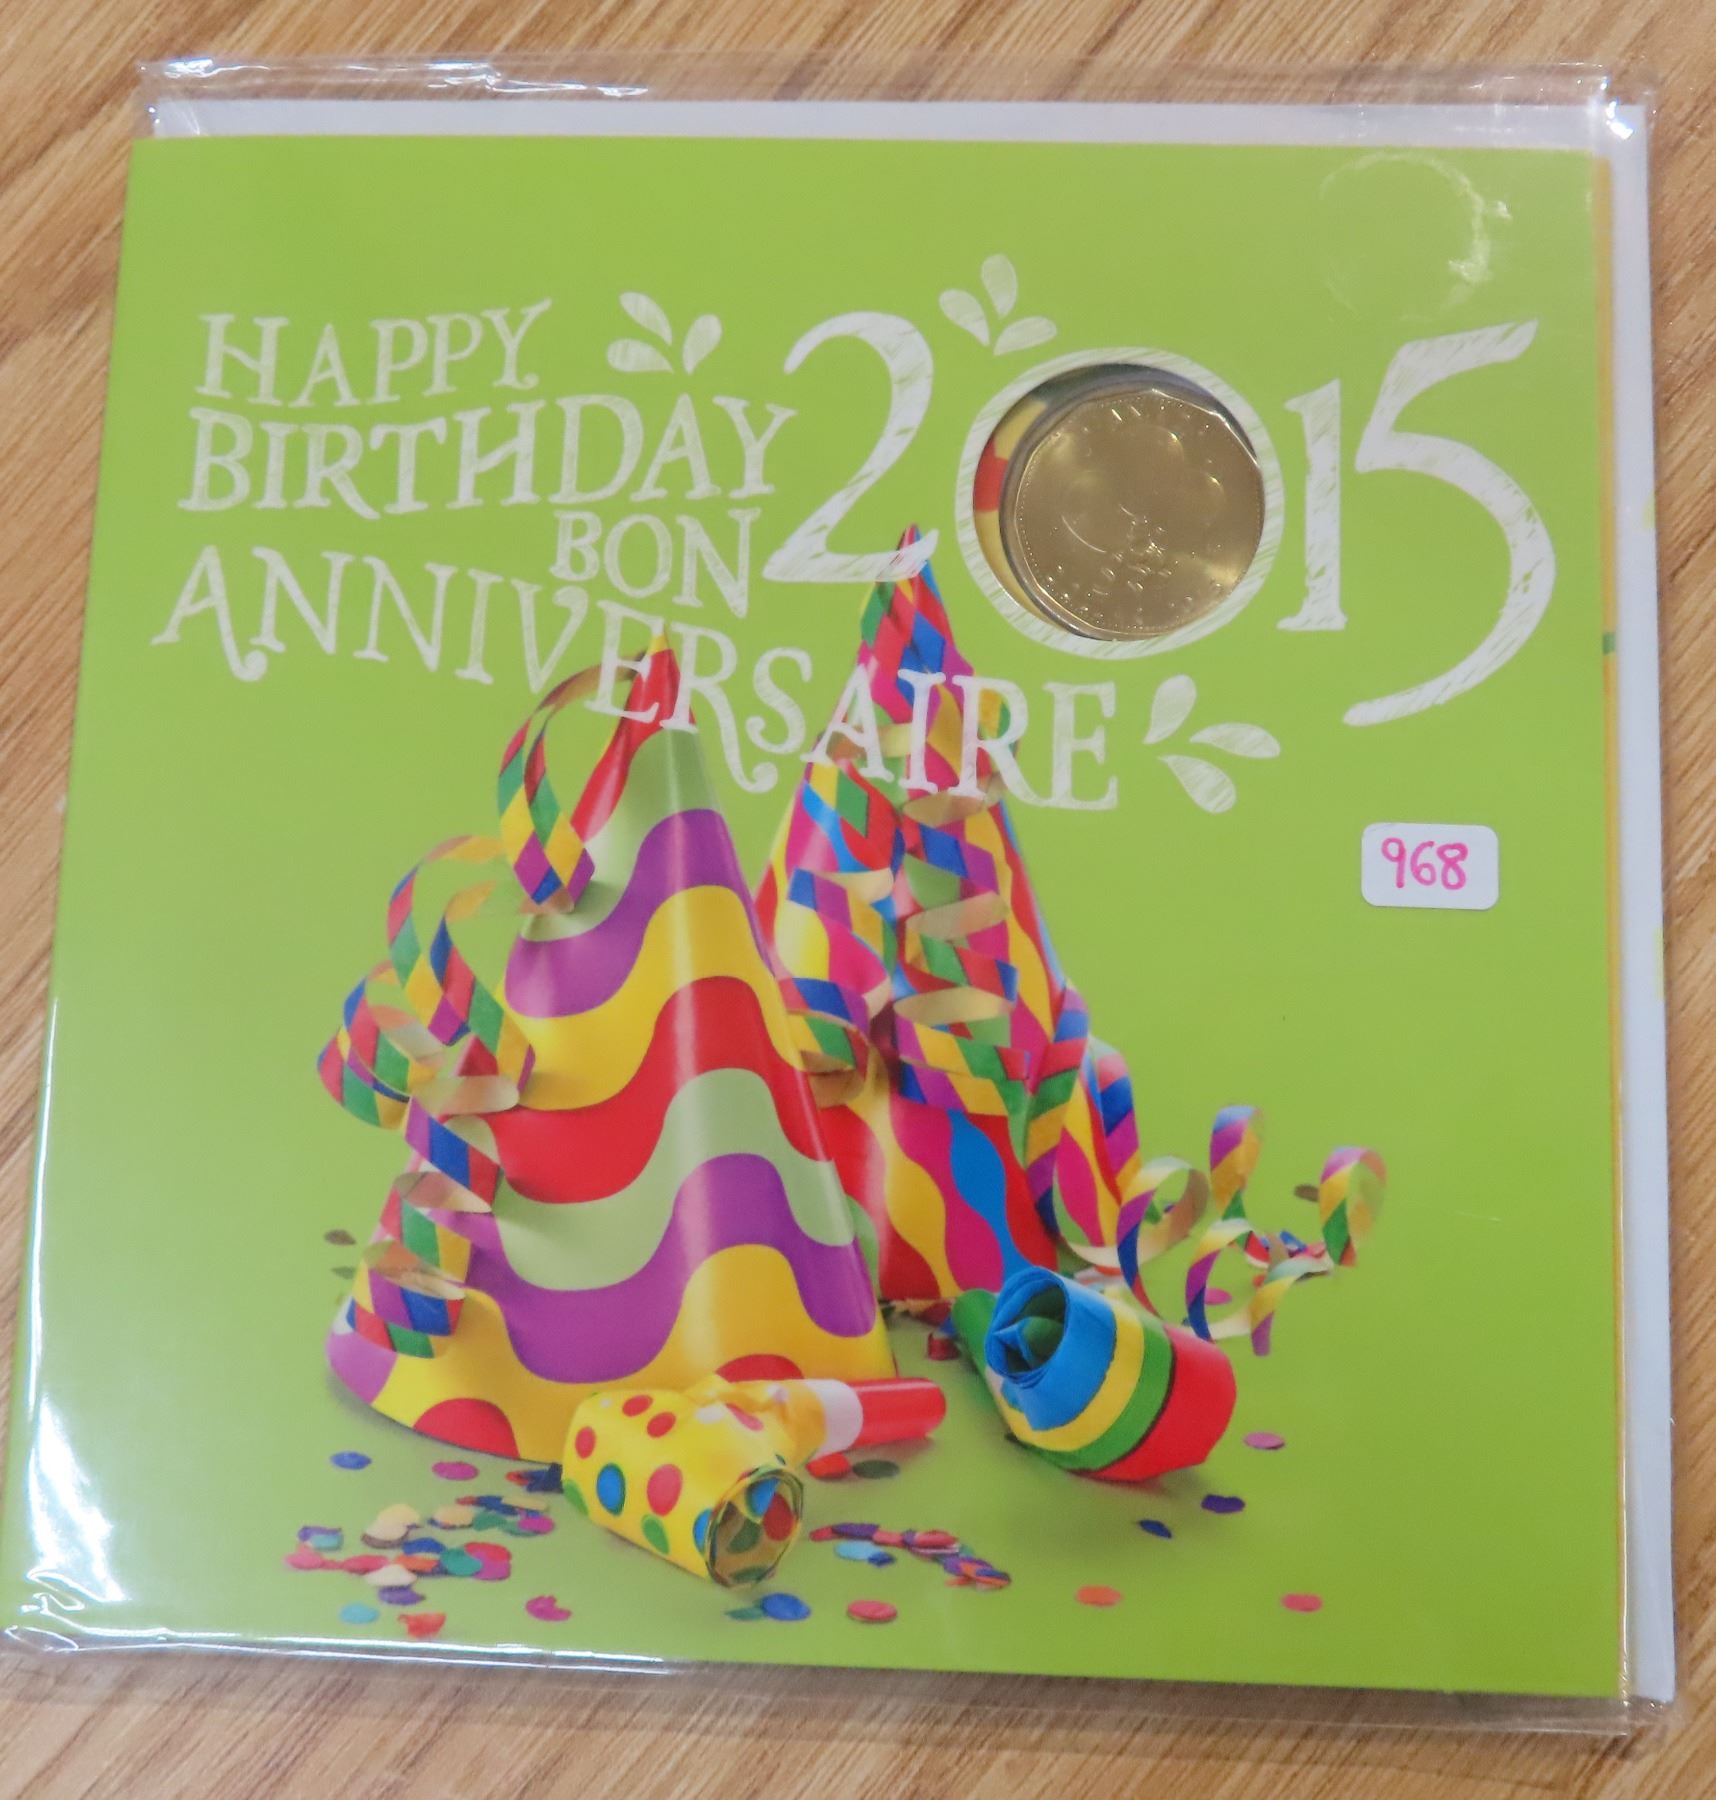 HAPPY
BIRTHDAY
BON
ANNIVERSAIRE
2015
968